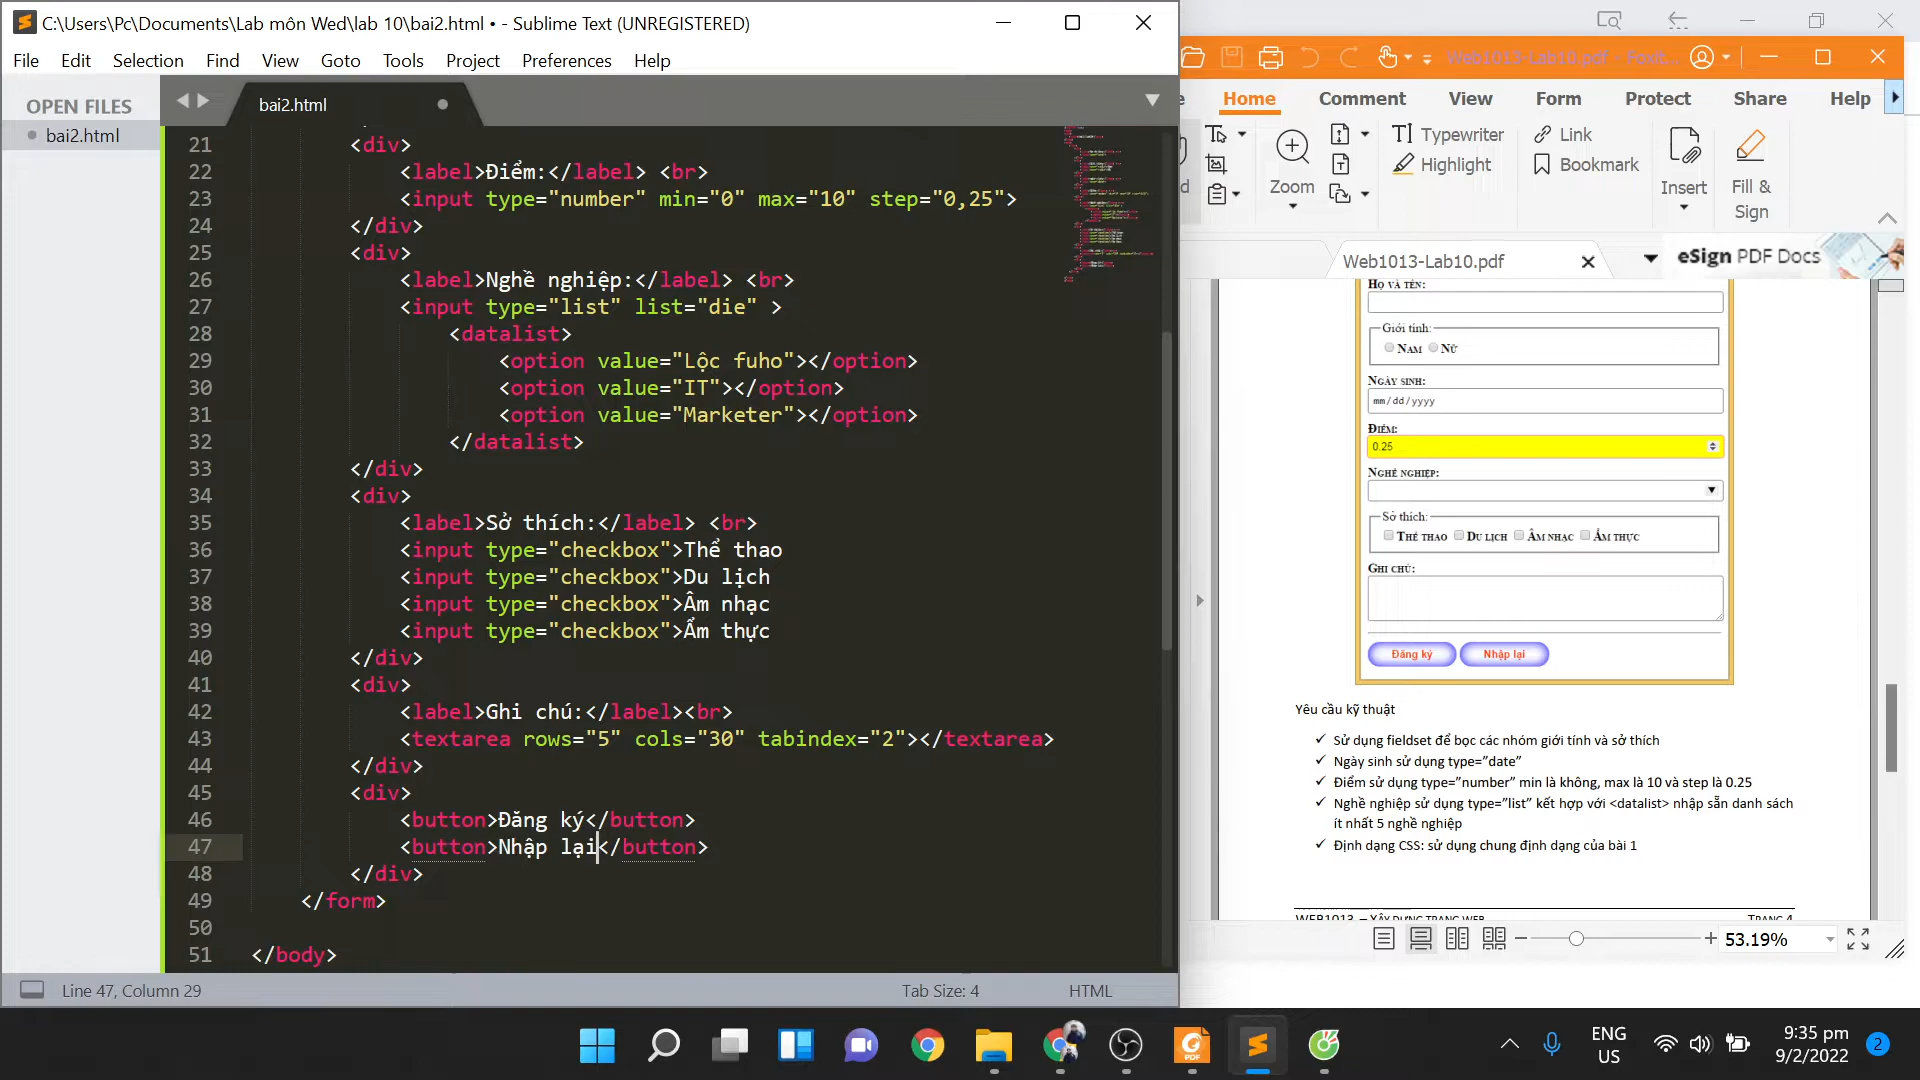 C:\Users\Pc\Documents\Lab môn Wed\lab 10\bai2.html • - Sublime Text (UNREGISTERED)
File Edit Selection Find View Goto Tools Project Preferences Help
OPEN FILES
bai2.html
bai2.html
21 <div>
22 <label>Điểm:</label> <br>
23 <input type="number" min="0" max="10" step="0,25">
24 </div>
25 <div>
26 <label>Nghề nghiệp:</label> <br>
27 <input type="list" list="die" >
28 <datalist>
29 <option value="Lộc fuho"></option>
30 <option value="IT"></option>
31 <option value="Marketer"></option>
32 </datalist>
33 </div>
34 <div>
35 <label>Sở thích:</label> <br>
36 <input type="checkbox">Thể thao
37 <input type="checkbox">Du lịch
38 <input type="checkbox">Âm nhạc
39 <input type="checkbox">Ẩm thực
40 </div>
41 <div>
42 <label>Ghi chú:</label><br>
43 <textarea rows="5" cols="30" tabindex="2"></textarea>
44 </div>
45 <div>
46 <button>Đăng ký</button>
47 <button>Nhập lại</button>
48 </div>
49 </form>
50
51 </body>
Line 47, Column 29
Tab Size: 4
HTML
Web1013-Lab10.pdf - Foxit...
Home Comment View Form Protect Share Help
Typewriter
Highlight
Link
Bookmark
Zoom
Insert
Fill &
Sign
Web1013-Lab10.pdf
eSign PDF Docs
HỌ VÀ TÊN:
Giới tính:
NAM NỮ
NGÀY SINH:
mm/dd/yyyy
ĐIỂM:
0.25
NGHỀ NGHIỆP:
Sở thích:
THỂ THAO DU LỊCH ÂM NHẠC ẨM THỰC
GHI CHÚ:
Đăng ký Nhập lại
Yêu cầu kỹ thuật
✓ Sử dụng fieldset để bọc các nhóm giới tính và sở thích
✓ Ngày sinh sử dụng type=”date”
✓ Điểm sử dụng type=”number” min là không, max là 10 và step là 0.25
✓ Nghề nghiệp sử dụng type=”list” kết hợp với <datalist> nhập sẵn danh sách
ít nhất 5 nghề nghiệp
✓ Định dạng CSS: sử dụng chung định dạng của bài 1
WEB1013 – XÂY DỰNG TRANG WEB TRANG 4
53.19%
ENG
US
9:35 pm
9/2/2022
2